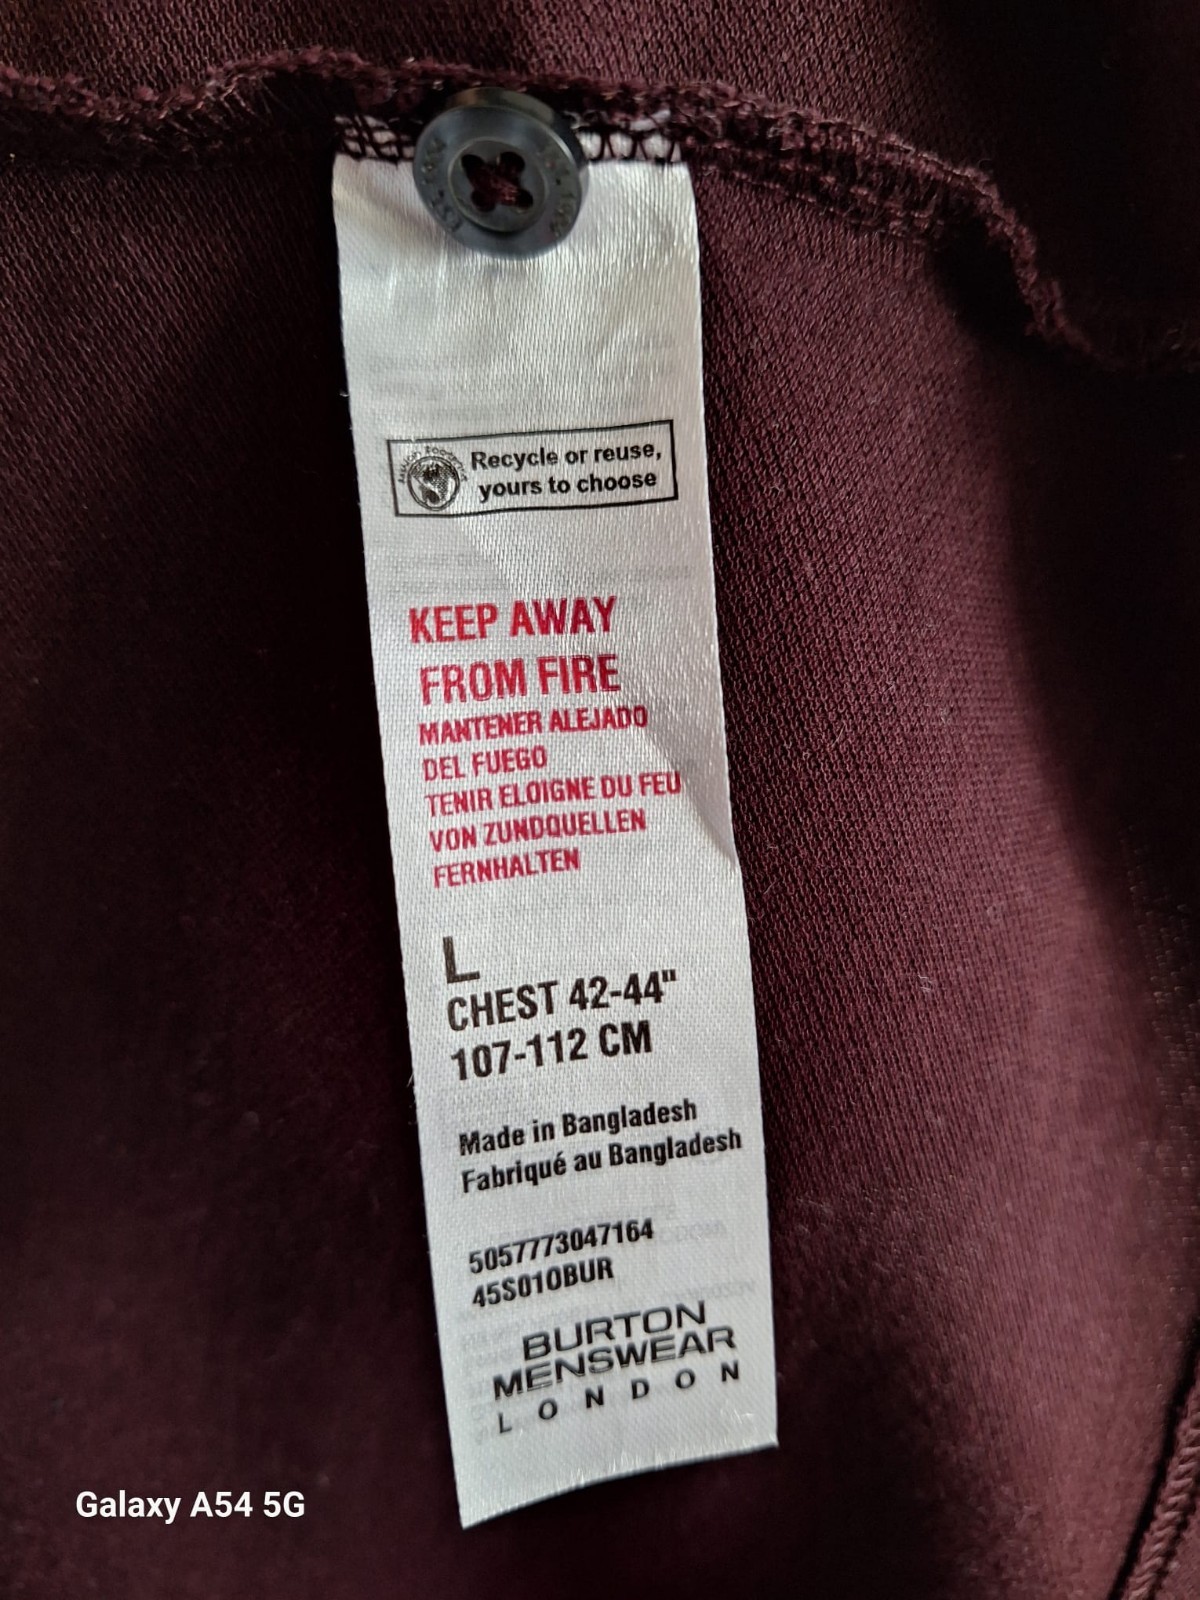 Recycle or reuse,
yours to choose
KEEP AWAY
FROM FIRE
MANTENER ALEJADO
DEL FUEGO
TENIR ELOIGNE DU FEU
VON ZUNDQUELLEN
FERNHALTEN
L
CHEST 42-44"
107-112 CM
Made in Bangladesh
Fabriqué au Bangladesh
5057773047164
45S01OBUR
BURTON
MENSWEAR
LONDON
Galaxy A54 5G